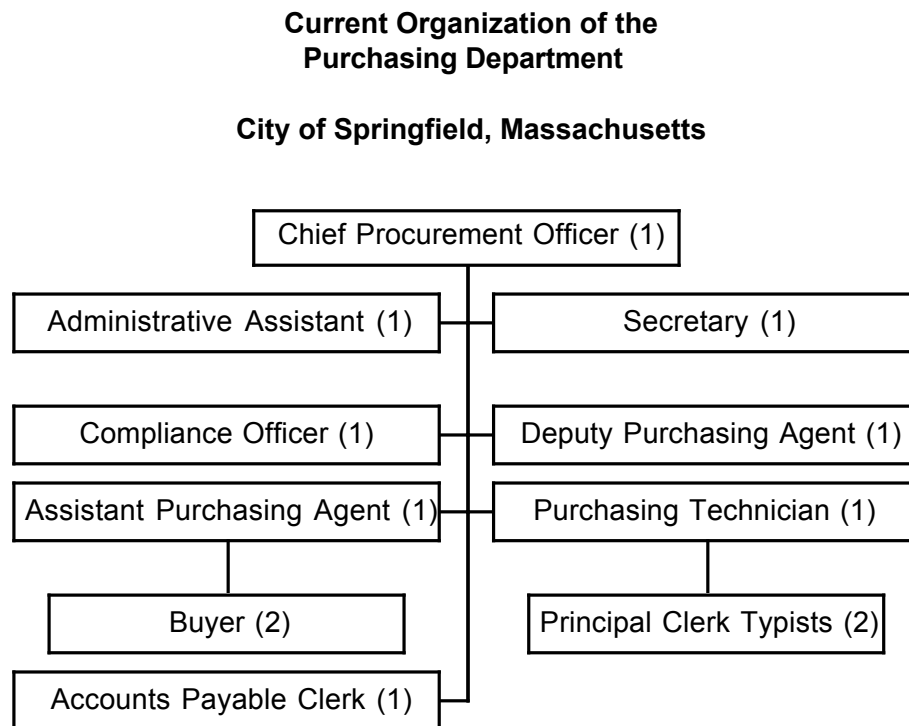 Current Organization of the
Purchasing Department
City of Springfield, Massachusetts
Chief Procurement Officer (1)
Administrative Assistant (1)
Secretary (1)
Compliance Officer (1)
Deputy Purchasing Agent (1)
Assistant Purchasing Agent (1)
Purchasing Technician (1)
Buyer (2)
Principal Clerk Typists (2)
Accounts Payable Clerk (1)